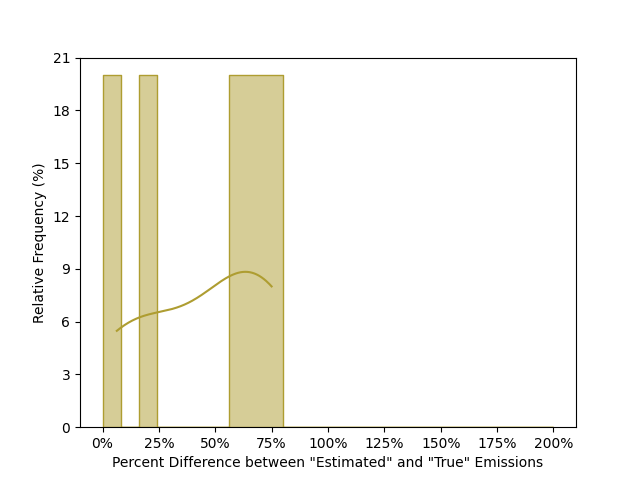 21
18
15
12
9
6
3
0
Relative Frequency (%)
0% 25% 50% 75% 100% 125% 150% 175% 200%
Percent Difference between "Estimated" and "True" Emissions